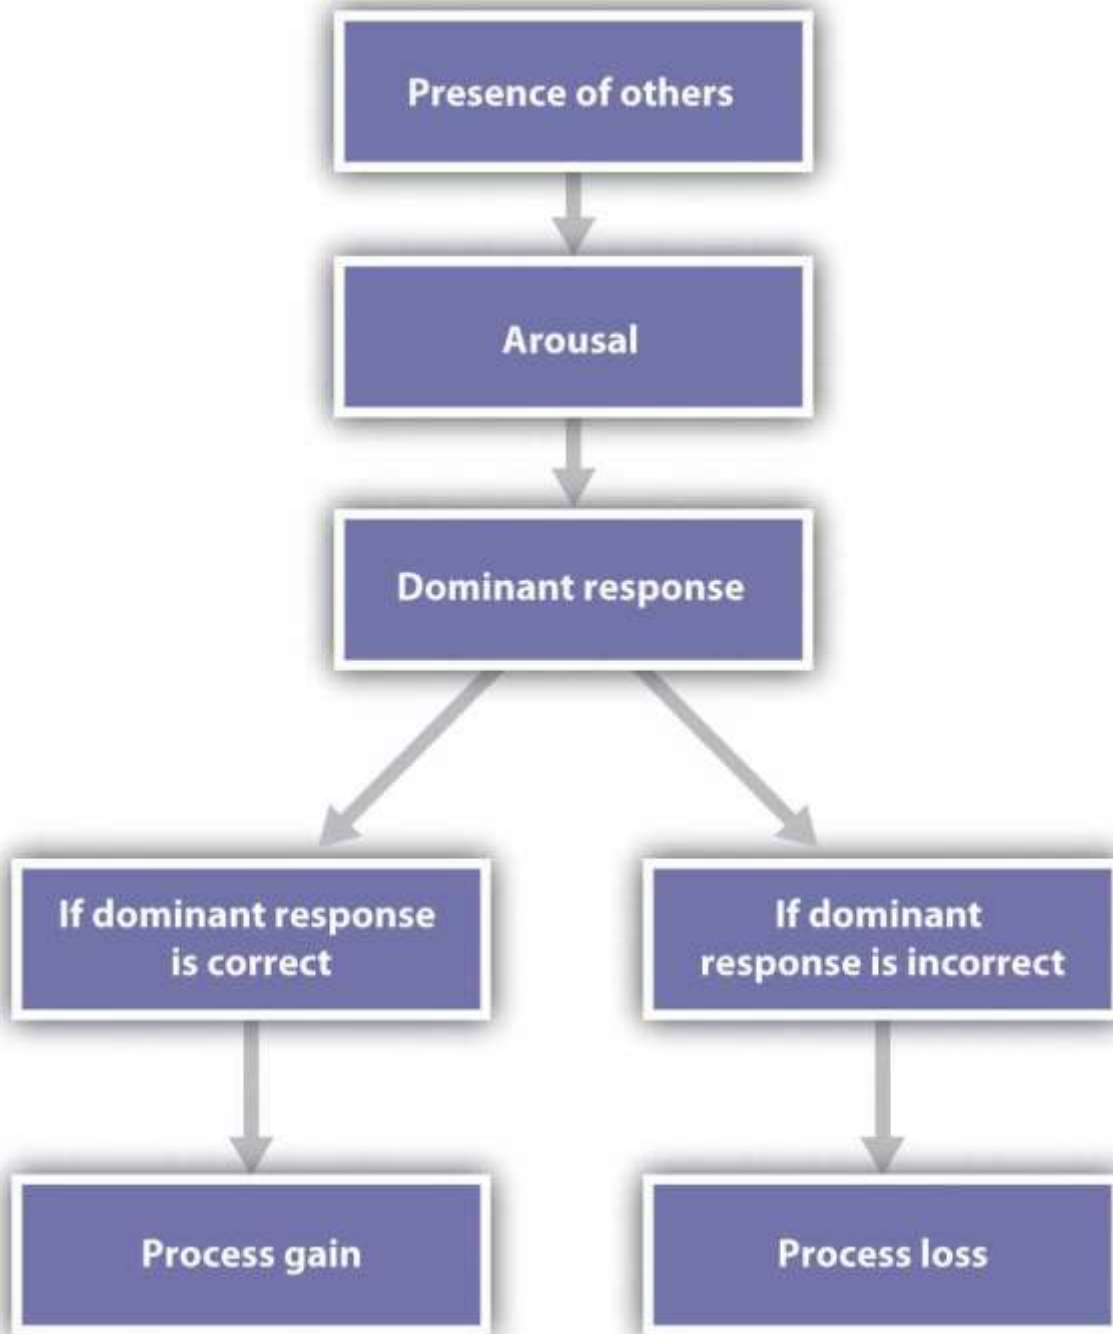 Presence of others
Arousal
Dominant response
If dominant response
is correct
If dominant
response is incorrect
Process gain
Process loss